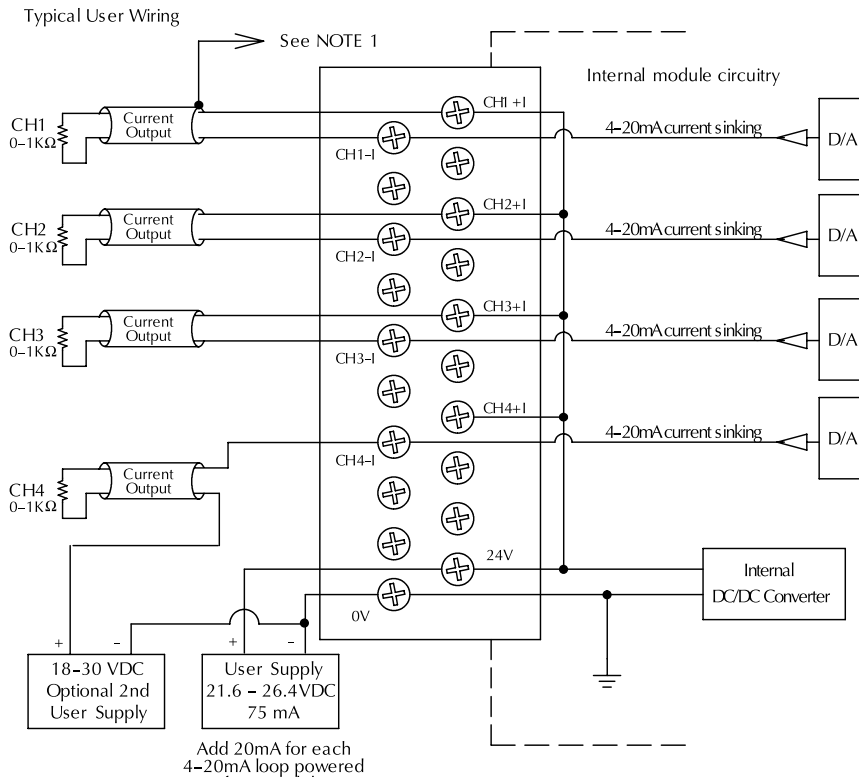 Typical User Wiring
See NOTE 1
Internal module circuitry
CH1
0–1KΩ
Current
Output
CH1+I
CH1–I
4–20mA current sinking
D/A
CH2
0–1KΩ
Current
Output
CH2+I
CH2–I
4–20mA current sinking
D/A
CH3
0–1KΩ
Current
Output
CH3+I
CH3–I
4–20mA current sinking
D/A
CH4+I
CH4–I
4–20mA current sinking
D/A
CH4
0–1KΩ
Current
Output
24V
0V
Internal
DC/DC Converter
+ –
18–30 VDC
Optional 2nd
User Supply
+ –
User Supply
21.6 – 26.4VDC
75 mA
Add 20mA for each
4–20mA loop powered